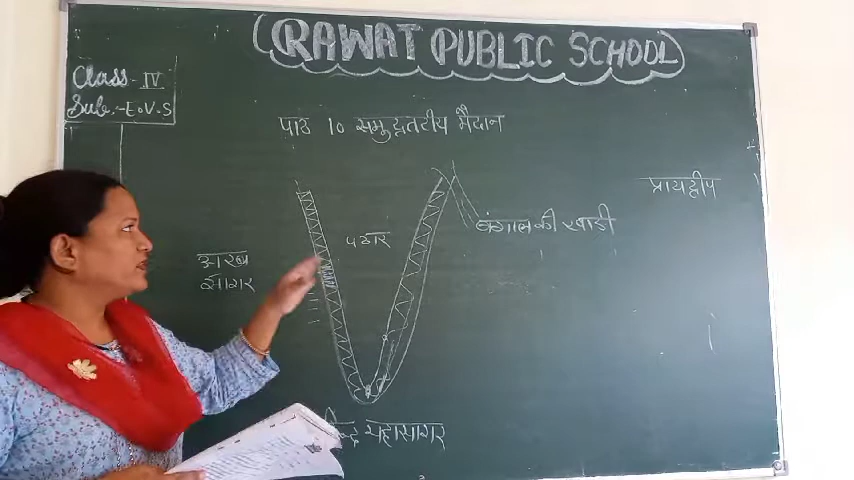 RAWAT PUBLIC SCHOOL
Class - IV
Sub. - E.V.S
पाठ 10 समुद्रतटीय मैदान
प्रायद्वीप
बंगाल की खाड़ी
पठार
अरब
सागर
हिन्द महासागर